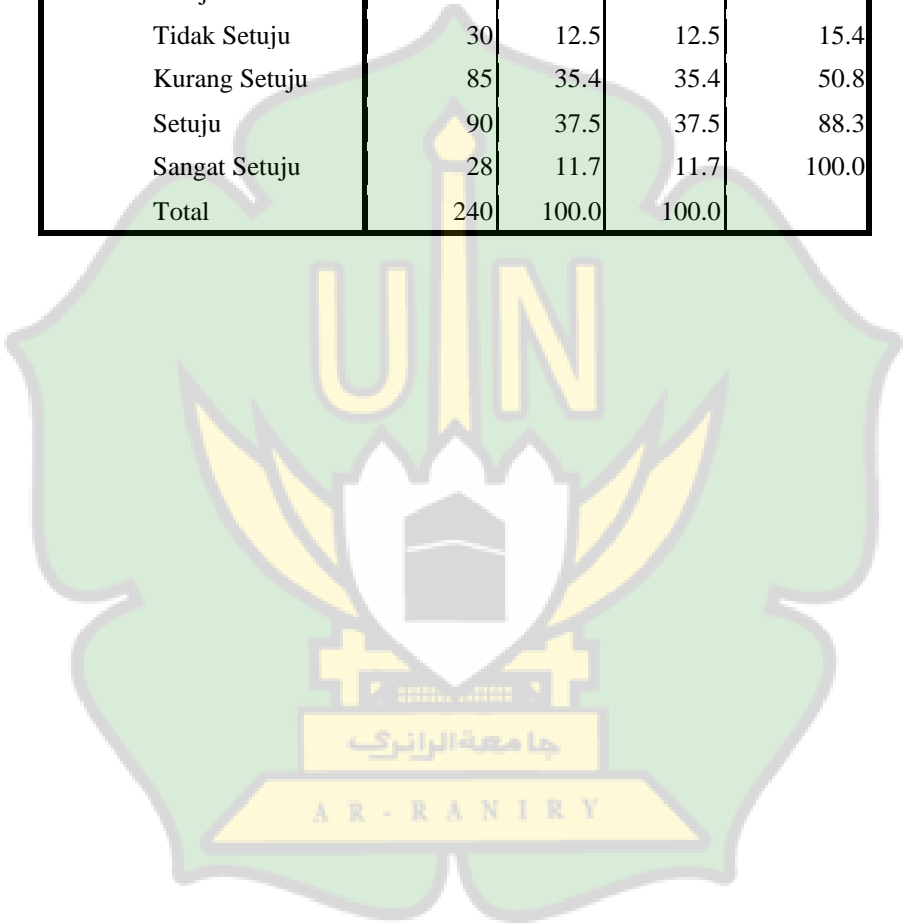 Tidak Setuju 30 12.5 12.5 15.4
Kurang Setuju 85 35.4 35.4 50.8
Setuju 90 37.5 37.5 88.3
Sangat Setuju 28 11.7 11.7 100.0
Total 240 100.0 100.0
UIN
جامعة الرانري
AR-RANIRY